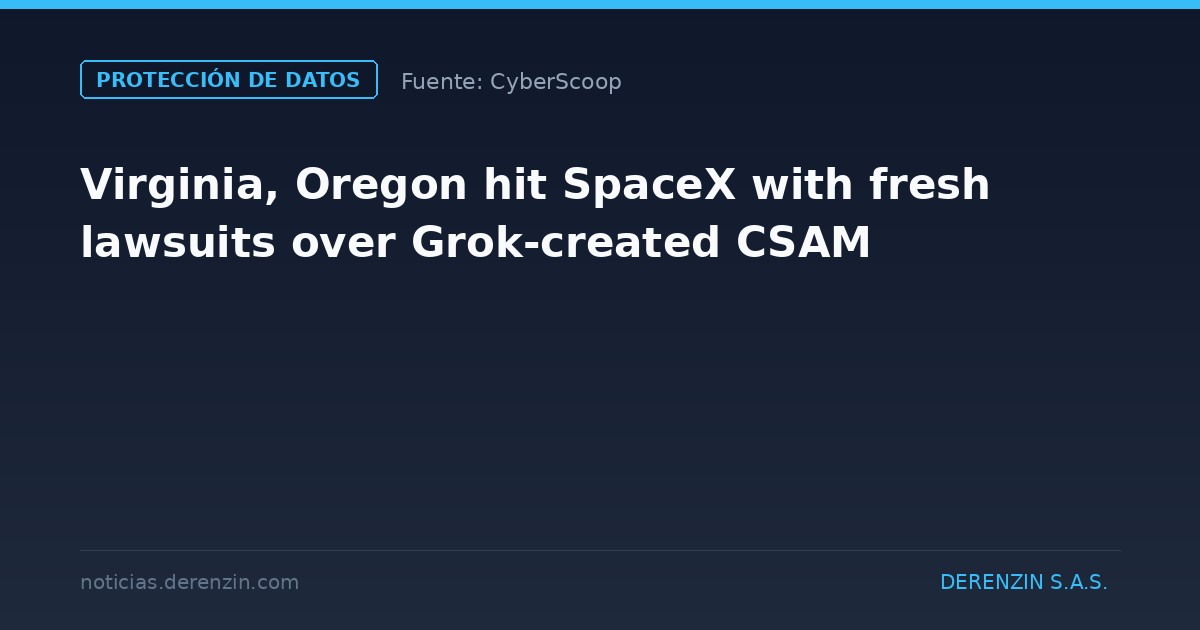 PROTECCIÓN DE DATOS
Fuente: CyberScoop
Virginia, Oregon hit SpaceX with fresh
lawsuits over Grok-created CSAM
noticias.derenzin.com
DERENZIN S.A.S.